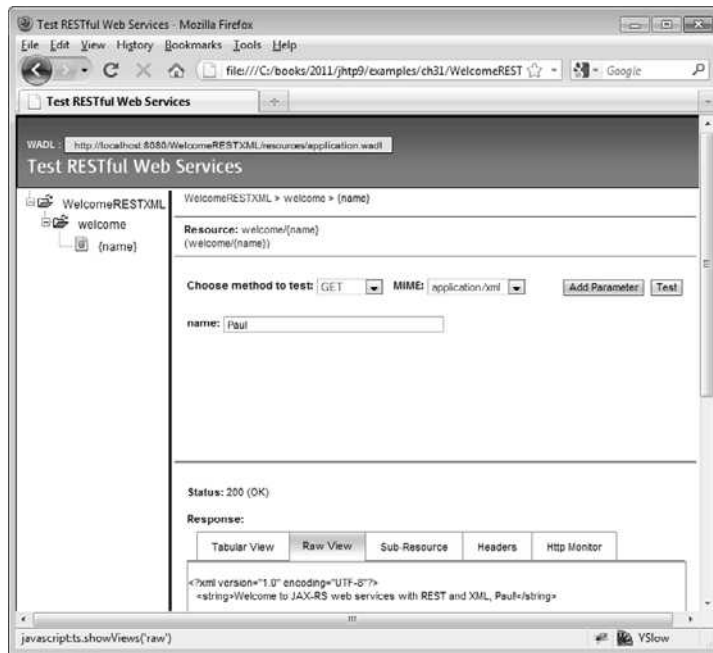 Test RESTful Web Services - Mozilla Firefox
File Edit View History Bookmarks Tools Help
file:///C:/books/2011/jhtp9/examples/ch31/WelcomeREST
Google
Test RESTful Web Services
WADL : http://localhost:8080/WelcomeRESTXML/resources/application.wadl
Test RESTful Web Services
WelcomeRESTXML
welcome
{name}
WelcomeRESTXML > welcome > {name}
Resource: welcome/{name}
(welcome/{name})
Choose method to test: GET MIME: application/xml Add Parameter Test
name: Paul
Status: 200 (OK)
Response:
Tabular View Raw View Sub-Resource Headers Http Monitor
<?xml version="1.0" encoding="UTF-8"?>
<string>Welcome to JAX-RS web services with REST and XML, Paul!</string>
javascript:ts.showViews('raw')
YSlow